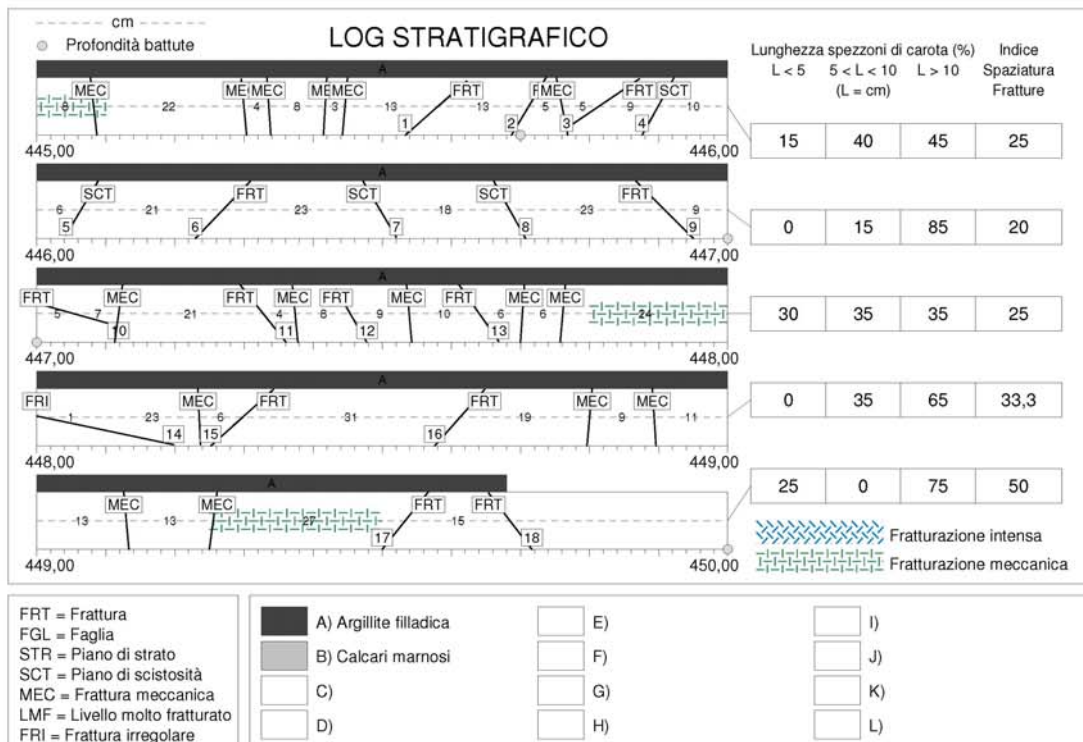 cm
Profondità battute
LOG STRATIGRAFICO
Lunghezza spezzoni di carota (%)
L < 5
5 < L < 10
L > 10
(L = cm)
Indice
Spaziatura
Fratture
A
MEC MEC MEC MEC FRT MEC FRT SCT
8 22 4 8 3 13 13 5 5 9 10
1 2 3 4
445,00 446,00
15 40 45 25
A
SCT FRT SCT SCT FRT
6 21 23 18 23 9
5 6 7 8 9
446,00 447,00
0 15 85 20
A
FRT MEC FRT MEC FRT MEC FRT MEC MEC
5 7 21 4 6 9 10 6 6 24
10 11 12 13
447,00 448,00
30 35 35 25
A
FRI MEC FRT FRT MEC MEC
1 23 6 31 19 9 11
14 15 16
448,00 449,00
0 35 65 33,3
A
MEC MEC FRT FRT
13 13 27 15
17 18
449,00 450,00
25 0 75 50
Fratturazione intensa
Fratturazione meccanica
FRT = Frattura
FGL = Faglia
STR = Piano di strato
SCT = Piano di scistosità
MEC = Frattura meccanica
LMF = Livello molto fratturato
FRI = Frattura irregolare
A) Argillite filladica
B) Calcari marnosi
C)
D)
E)
F)
G)
H)
I)
J)
K)
L)